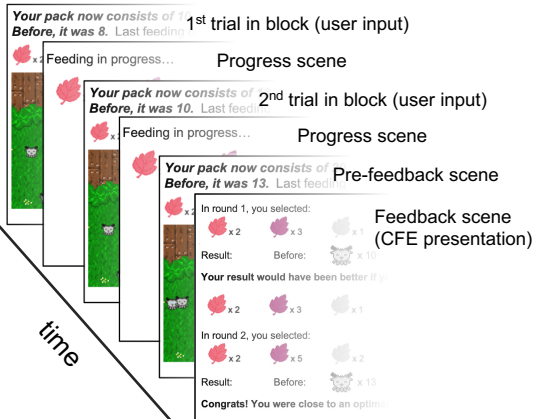 Your pack now consists of
Before, it was 8. Last feeding
1st trial in block (user input)
x 2
Feeding in progress…
Progress scene
Your pack now consists of
Before, it was 10. Last
2nd trial in block (user input)
x
Feeding in progress…
Progress scene
Your pack now consists of
Before, it was 13. Last feeding
Pre-feedback scene
x 2
In round 1, you selected:
Feedback scene
(CFE presentation)
x 2 x 3 x 1
Result: Before: x 10
Your result would have been better if
x 2 x 3 x 1
In round 2, you selected:
x 2 x 5 x 2
Result: Before: x 13
Congrats! You were close to an
time